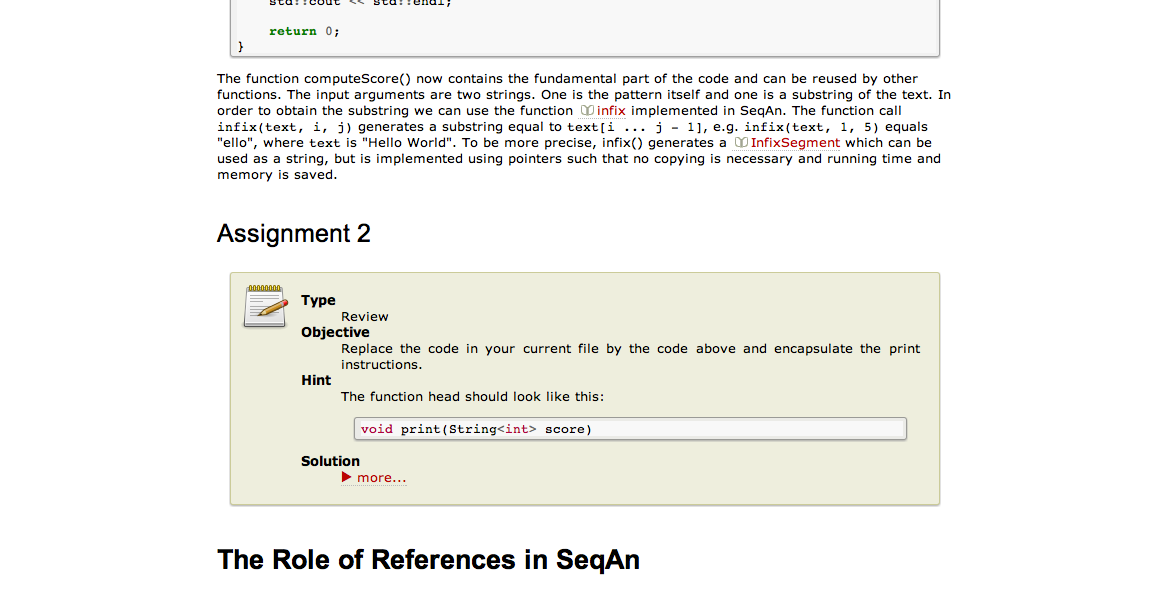 std::cout << std::endl;
return 0;
}
The function computeScore() now contains the fundamental part of the code and can be reused by other
functions. The input arguments are two strings. One is the pattern itself and one is a substring of the text. In
order to obtain the substring we can use the function infix implemented in SeqAn. The function call
infix(text, i, j) generates a substring equal to text[i ... j - 1], e.g. infix(text, 1, 5) equals
"ello", where text is "Hello World". To be more precise, infix() generates a InfixSegment which can be
used as a string, but is implemented using pointers such that no copying is necessary and running time and
memory is saved.
Assignment 2
Type
Review
Objective
Replace the code in your current file by the code above and encapsulate the print
instructions.
Hint
The function head should look like this:
void print(String<int> score)
Solution
more...
The Role of References in SeqAn